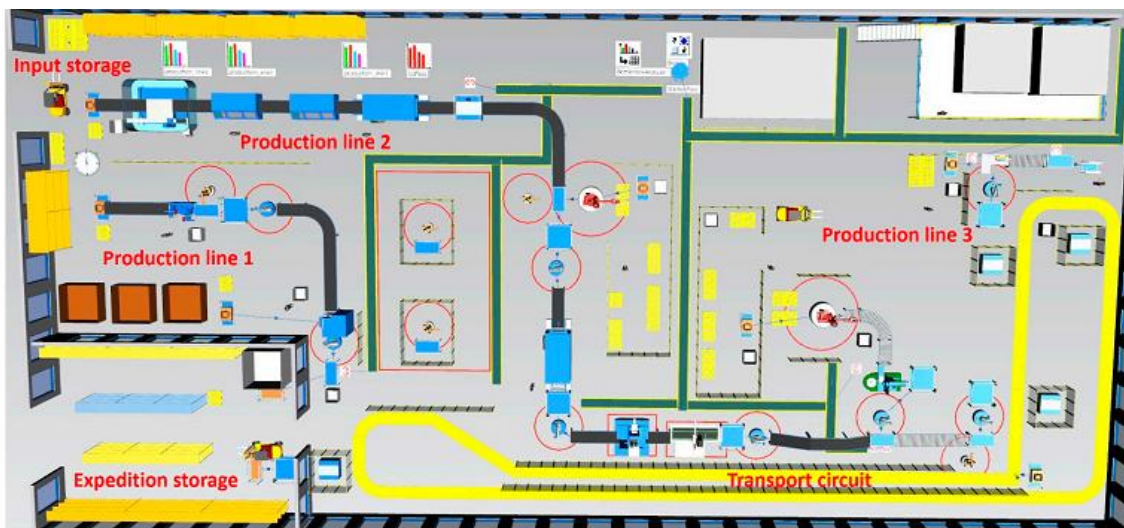 Input storage
Production line 2
Production line 1
Production line 3
Expedition storage
Transport circuit